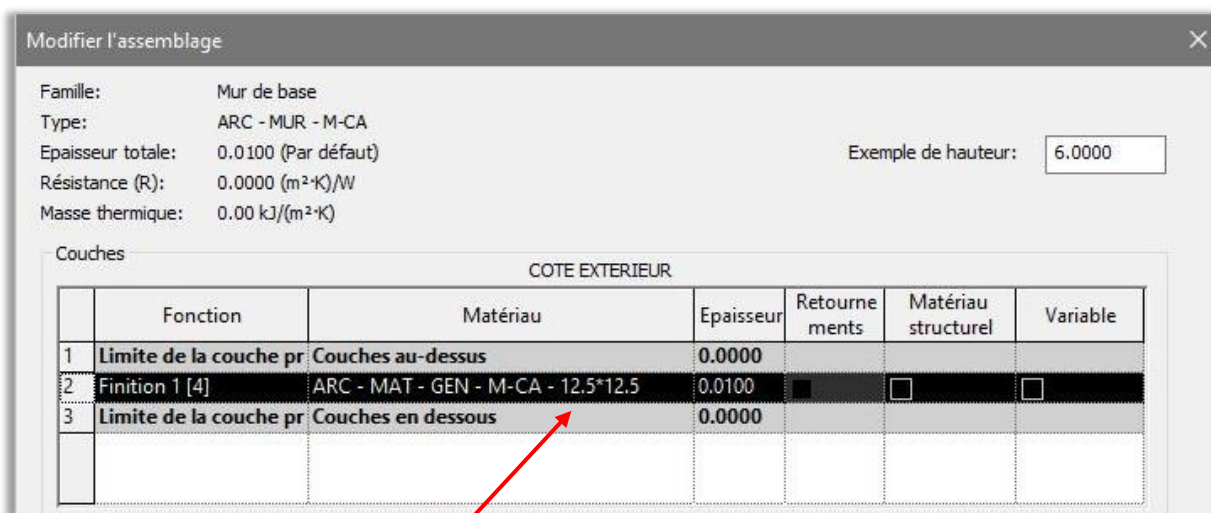 Modifier l'assemblage
Famille: Mur de base
Type: ARC - MUR - M-CA
Epaisseur totale: 0.0100 (Par défaut)
Exemple de hauteur: 6.0000
Résistance (R): 0.0000 (m²·K)/W
Masse thermique: 0.00 kJ/(m²·K)
Couches
COTE EXTERIEUR
Fonction Matériau Epaisseur Retourne ments Matériau structurel Variable
1 Limite de la couche pr Couches au-dessus 0.0000
2 Finition 1 [4] ARC - MAT - GEN - M-CA - 12.5*12.5 0.0100
3 Limite de la couche pr Couches en dessous 0.0000